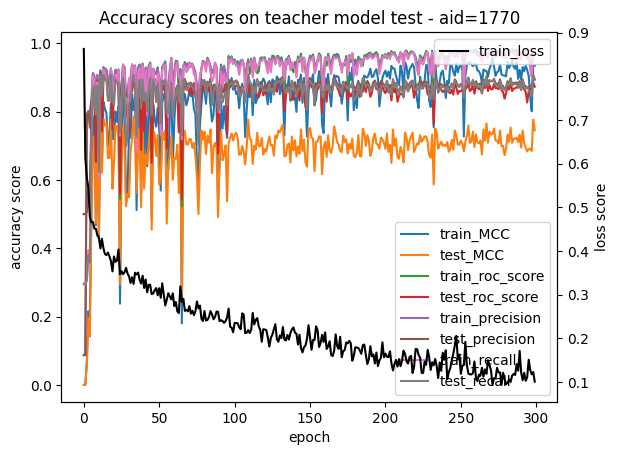 Accuracy scores on teacher model test - aid=1770
train_loss
1.0
0.8
0.6
0.4
0.2
0.0
accuracy score
0.9
0.8
0.7
0.6
0.5
0.4
0.3
0.2
0.1
loss score
train_MCC
test_MCC
train_roc_score
test_roc_score
train_precision
test_precision
train_recall
test_recall
0
50
100
150
200
250
300
epoch